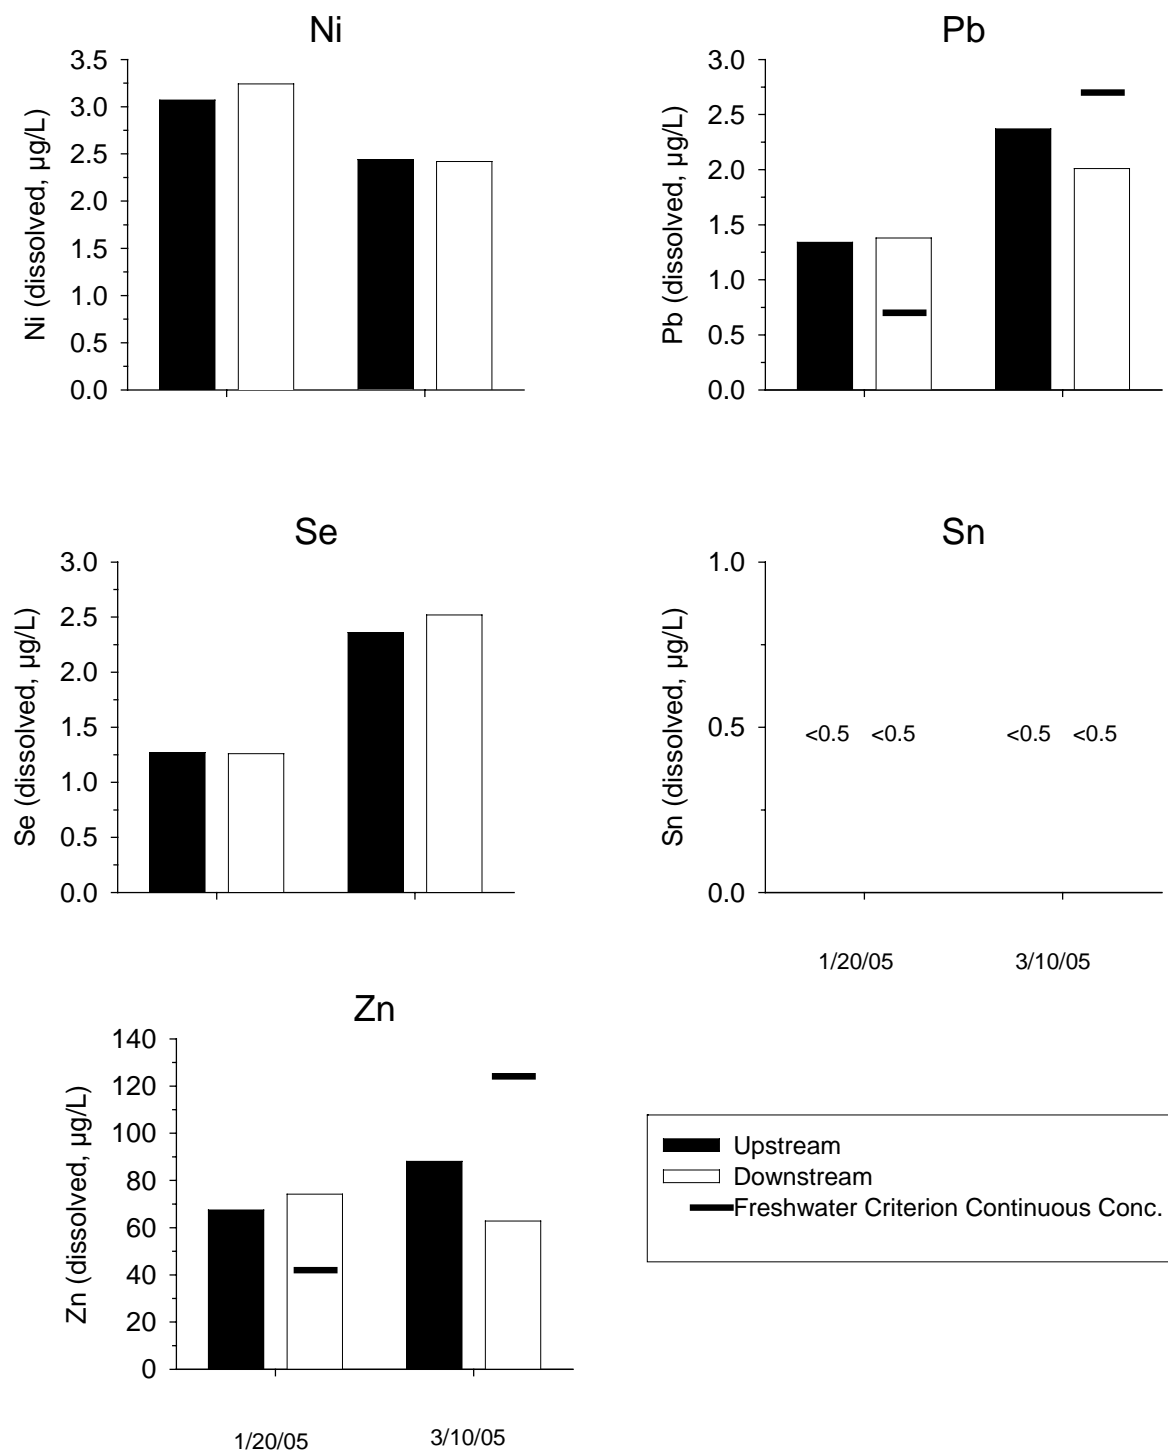 Ni
Ni (dissolved, µg/L)
3.5
3.0
2.5
2.0
1.5
1.0
0.5
0.0
Pb
Pb (dissolved, µg/L)
3.0
2.5
2.0
1.5
1.0
0.5
0.0
Se
Se (dissolved, µg/L)
3.0
2.5
2.0
1.5
1.0
0.5
0.0
Sn
Sn (dissolved, µg/L)
1.0
0.5
0.0
<0.5 <0.5 <0.5 <0.5
1/20/05 3/10/05
Zn
Zn (dissolved, µg/L)
140
120
100
80
60
40
20
0
1/20/05 3/10/05
Upstream
Downstream
Freshwater Criterion Continuous Conc.